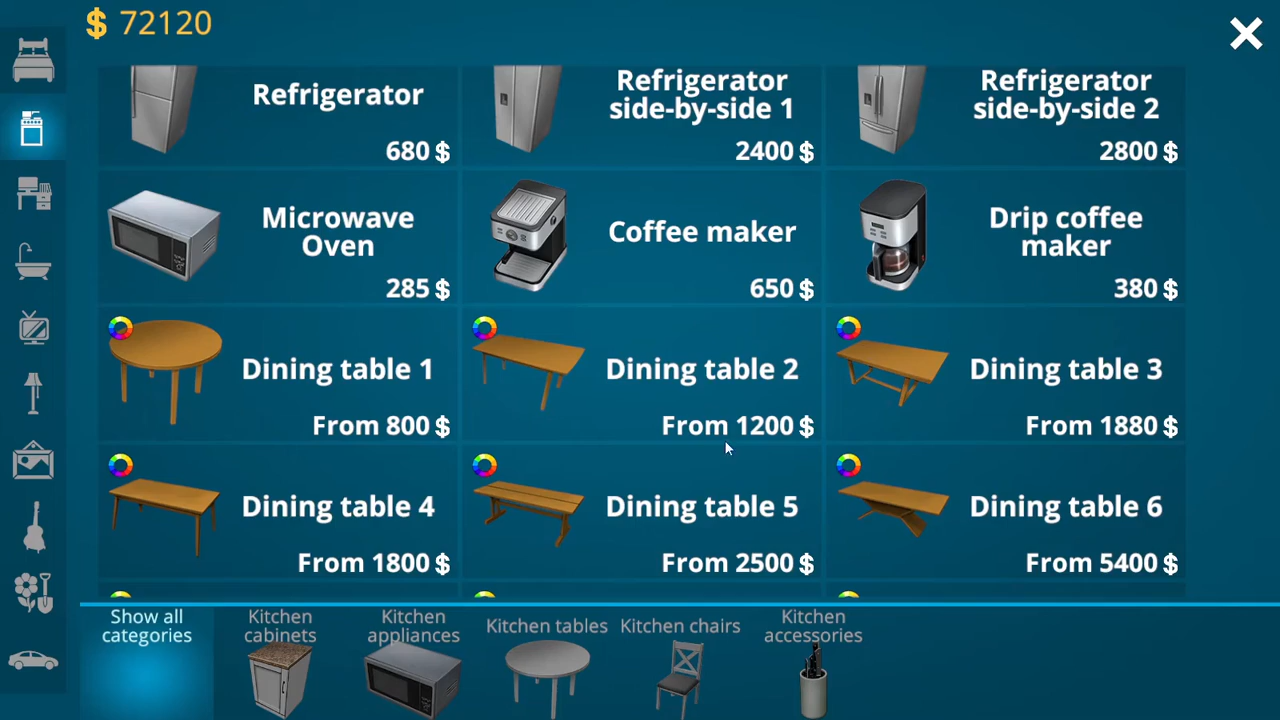 $ 72120
Refrigerator
680 $
Refrigerator
side-by-side 1
2400 $
Refrigerator
side-by-side 2
2800 $
Microwave
Oven
285 $
Coffee maker
650 $
Drip coffee
maker
380 $
Dining table 1
From 800 $
Dining table 2
From 1200 $
Dining table 3
From 1880 $
Dining table 4
From 1800 $
Dining table 5
From 2500 $
Dining table 6
From 5400 $
Show all
categories
Kitchen
cabinets
Kitchen
appliances
Kitchen tables
Kitchen chairs
Kitchen
accessories